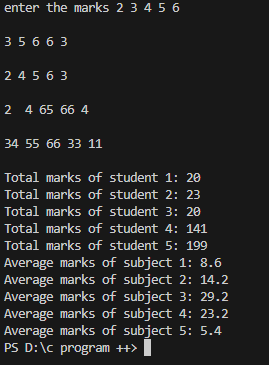 enter the marks 2 3 4 5 6
3 5 6 6 3
2 4 5 6 3
2  4 65 66 4
34 55 66 33 11
Total marks of student 1: 20
Total marks of student 2: 23
Total marks of student 3: 20
Total marks of student 4: 141
Total marks of student 5: 199
Average marks of subject 1: 8.6
Average marks of subject 2: 14.2
Average marks of subject 3: 29.2
Average marks of subject 4: 23.2
Average marks of subject 5: 5.4
PS D:\c program ++>